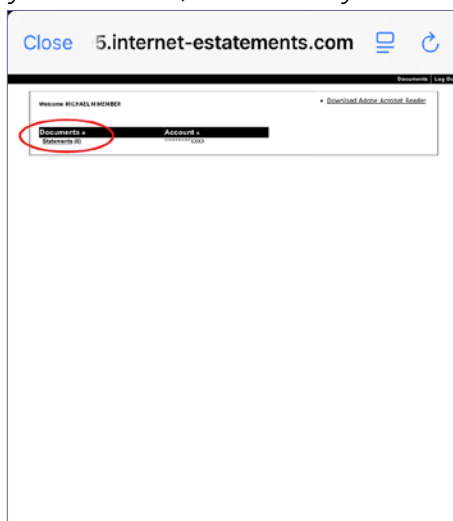 Close 5.internet-estatements.com
Documents | Log Ou
Welcome MICHAEL M MEMBER
• Download Adobe Acrobat Reader
Documents Account
Statements (6) ********XXXX